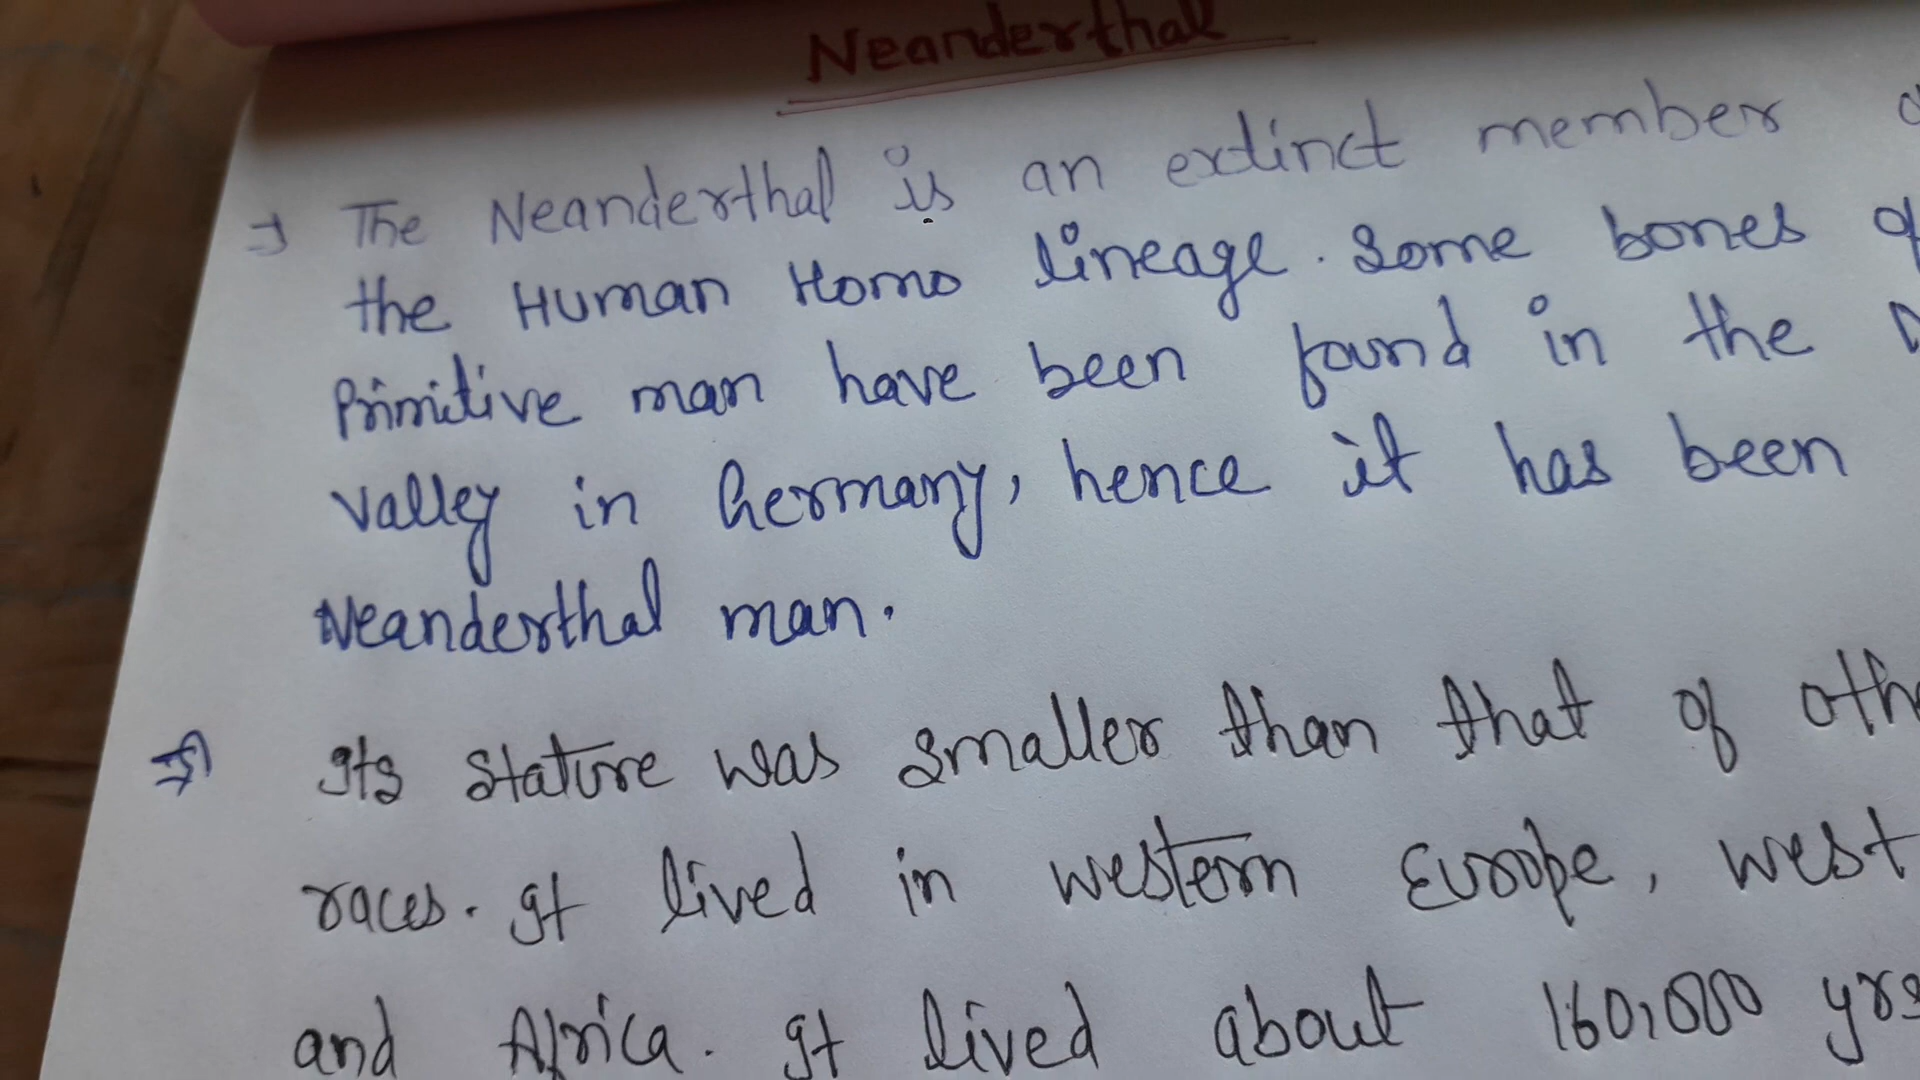 Neanderthal
→ The Neanderthal is an extinct member
the Human Homo lineage. Some bones of
Primitive man have been found in the
valley in Germany, hence it has been
Neanderthal man.
⇒ Its stature was smaller than that of
races. It lived in western Europe, west
and Africa. It lived about 160,000 yrs